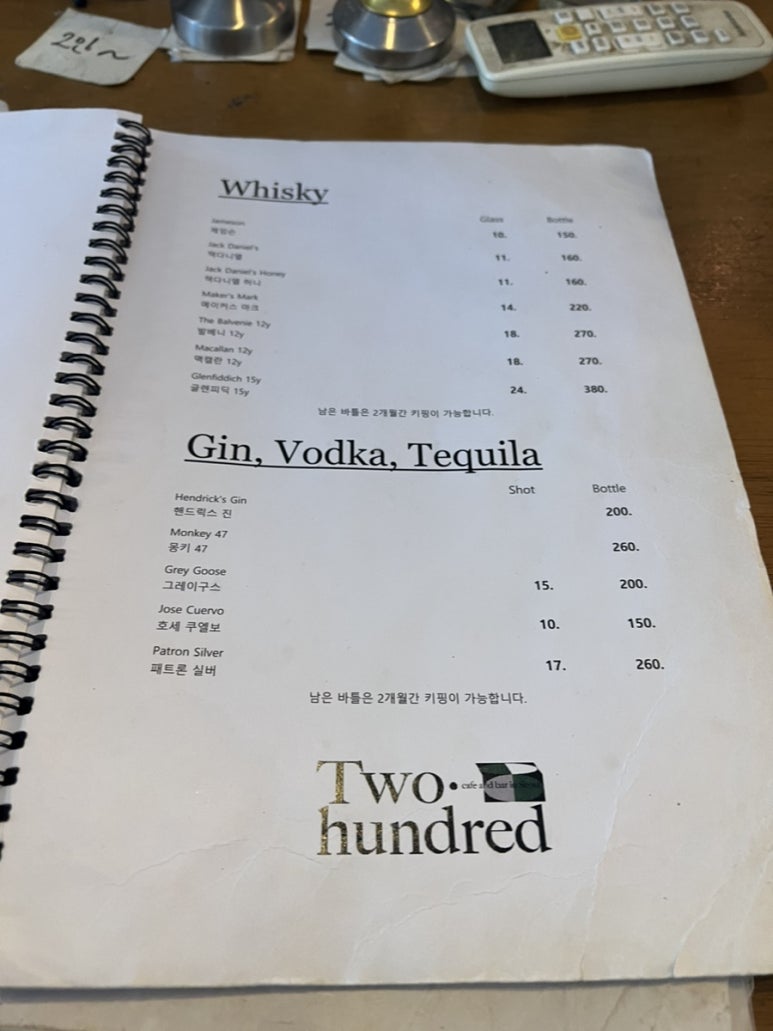 Whisky
Glass Bottle
Jameson
제임슨 10. 150.
Jack Daniel's
잭다니엘 11. 160.
Jack Daniel's Honey
잭다니엘 허니 11. 160.
Maker's Mark
메이커스 마크 14. 220.
The Balvenie 12y
발베니 12y 18. 270.
Macallan 12y
맥캘란 12y 18. 270.
Glenfiddich 15y
글렌피딕 15y 24. 380.
남은 바틀은 2개월간 키핑이 가능합니다.
Gin, Vodka, Tequila
Shot Bottle
Hendrick's Gin
헨드릭스 진 200.
Monkey 47
몽키 47 260.
Grey Goose
그레이구스 15. 200.
Jose Cuervo
호세 쿠엘보 10. 150.
Patron Silver
패트론 실버 17. 260.
남은 바틀은 2개월간 키핑이 가능합니다.
Two.
cafe and bar
hundred